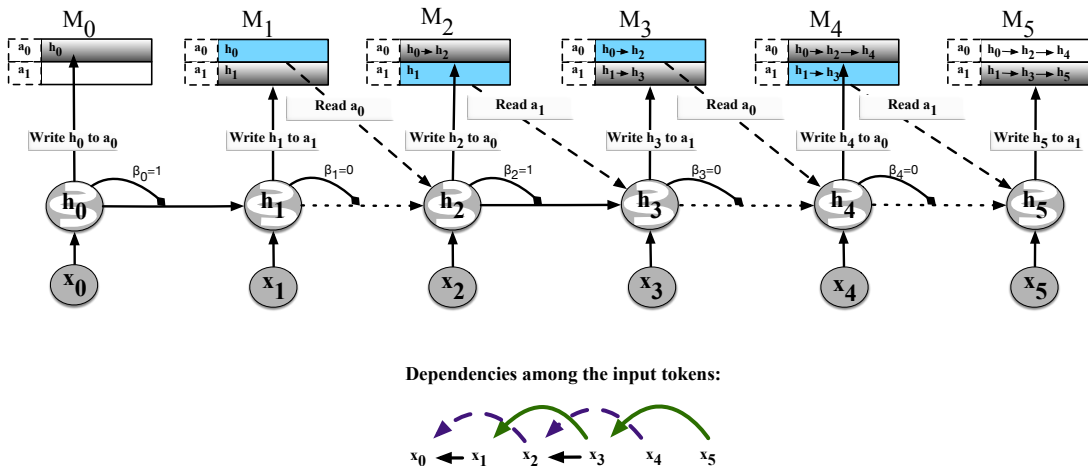 M₀ M₁ M₂ M₃ M₄ M₅
a₀ h₀ a₀ h₀ a₀ h₀→h₂ a₀ h₀→h₂ a₀ h₀→h₂→h₄ a₀ h₀→h₂→h₄
a₁ a₁ h₁ a₁ h₁ a₁ h₁→h₃ a₁ h₁→h₃ a₁ h₁→h₃→h₅
Read a₀ Read a₁ Read a₀ Read a₁
Write h₀ to a₀ Write h₁ to a₁ Write h₂ to a₀ Write h₃ to a₁ Write h₄ to a₀ Write h₅ to a₁
β₀=1 β₁=0 β₂=1 β₃=0 β₄=0
h₀ h₁ h₂ h₃ h₄ h₅
x₀ x₁ x₂ x₃ x₄ x₅
Dependencies among the input tokens:
x₀ ← x₁ x₂ ← x₃ x₄ x₅